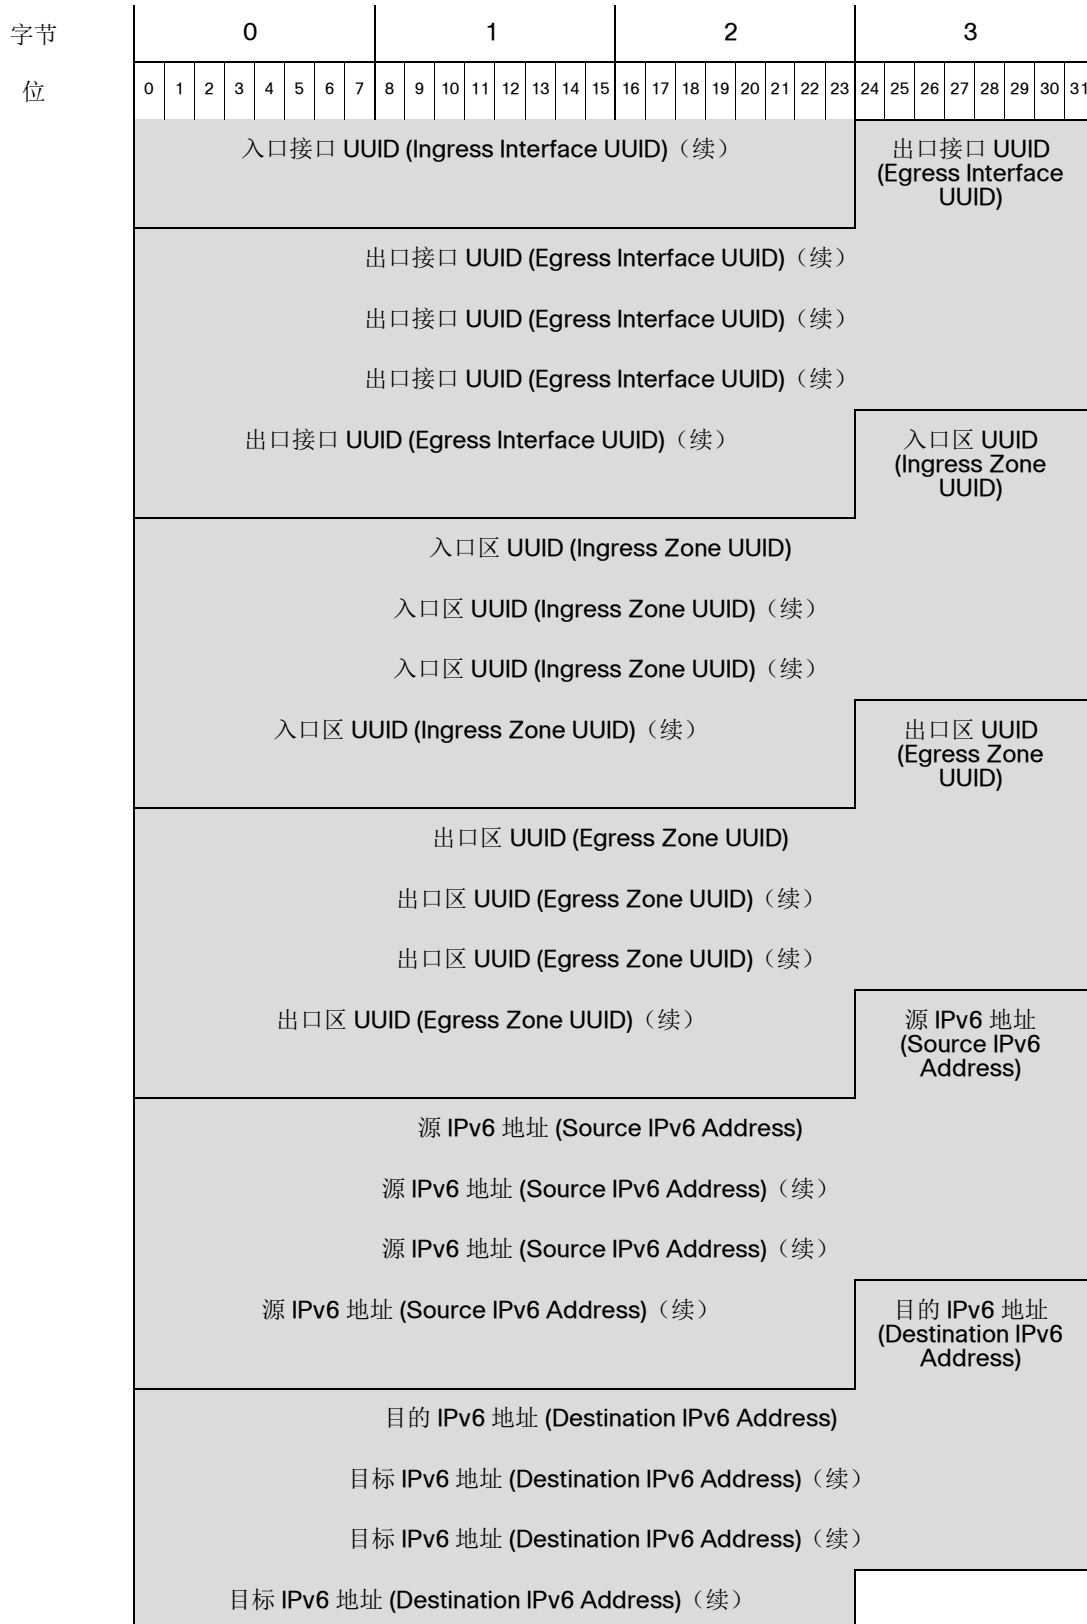 字节 0 1 2 3
位 0 1 2 3 4 5 6 7 8 9 10 11 12 13 14 15 16 17 18 19 20 21 22 23 24 25 26 27 28 29 30 31
入口接口 UUID (Ingress Interface UUID)（续） 出口接口 UUID
(Egress Interface
UUID)
出口接口 UUID (Egress Interface UUID)（续）
出口接口 UUID (Egress Interface UUID)（续）
出口接口 UUID (Egress Interface UUID)（续）
出口接口 UUID (Egress Interface UUID)（续） 入口区 UUID
(Ingress Zone
UUID)
入口区 UUID (Ingress Zone UUID)
入口区 UUID (Ingress Zone UUID)（续）
入口区 UUID (Ingress Zone UUID)（续）
入口区 UUID (Ingress Zone UUID)（续） 出口区 UUID
(Egress Zone
UUID)
出口区 UUID (Egress Zone UUID)
出口区 UUID (Egress Zone UUID)（续）
出口区 UUID (Egress Zone UUID)（续）
出口区 UUID (Egress Zone UUID)（续） 源 IPv6 地址
(Source IPv6
Address)
源 IPv6 地址 (Source IPv6 Address)
源 IPv6 地址 (Source IPv6 Address)（续）
源 IPv6 地址 (Source IPv6 Address)（续）
源 IPv6 地址 (Source IPv6 Address)（续） 目的 IPv6 地址
(Destination IPv6
Address)
目的 IPv6 地址 (Destination IPv6 Address)
目标 IPv6 地址 (Destination IPv6 Address)（续）
目标 IPv6 地址 (Destination IPv6 Address)（续）
目标 IPv6 地址 (Destination IPv6 Address)（续）